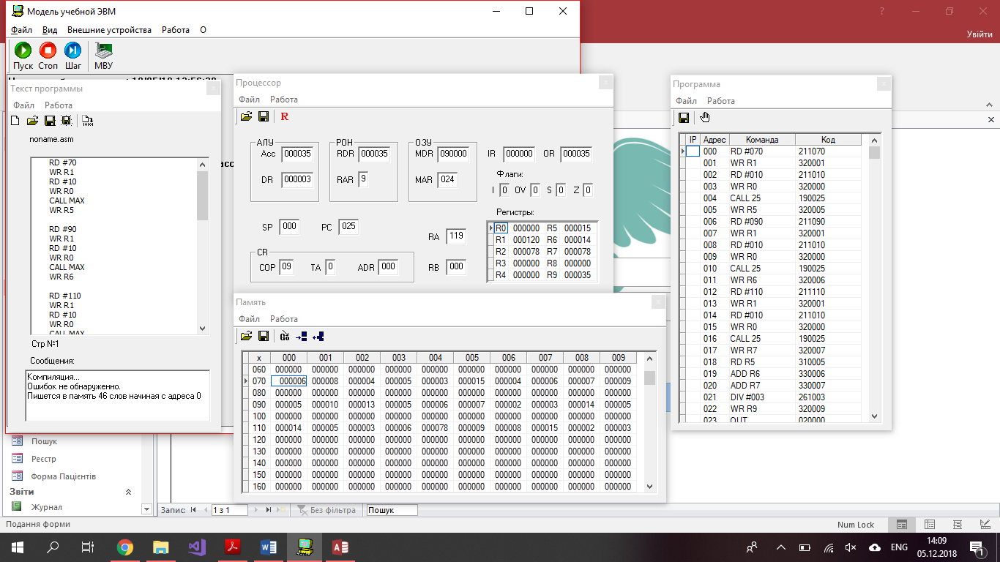 Модель учебной ЭВМ
Файл Вид Внешние устройства Работа О
Увійти
Пуск Стоп Шаг МВУ
Текст программы
Файл Работа
noname.asm
RD #70
WR R1
RD #10
WR R0
CALL MAX
WR R5
RD #90
WR R1
RD #10
WR R0
CALL MAX
WR R6
RD #110
WR R1
RD #10
WR R0
CALL MAX
Стр №1
Сообщения:
Компиляция...
Ошибок не обнаруженно.
Пишется в память 46 слов начиная с адреса 0
Процессор
Файл Работа
R
АЛУ РОН ОЗУ
Acc 000035 RDR 000035 MDR 090000 IR 000000 OR 000035
DR 000003 RAR 9 MAR 024
Флаги:
I 0 OV 0 S 0 Z 0
SP 000 PC 025 RA 119
CR
COP 09 TA 0 ADR 000 RB 000
Регистры:
R0 000000 R5 000015
R1 000120 R6 000014
R2 000078 R7 000078
R3 000000 R8 000000
R4 000000 R9 000035
Память
Файл Работа
Go
x 000 001 002 003 004 005 006 007 008 009
060 000000 000000 000000 000000 000000 000000 000000 000000 000000 000000
070 000006 000008 000004 000005 000003 000015 000004 000006 000007 000009
080 000000 000000 000000 000000 000000 000000 000000 000000 000000 000000
090 000005 000010 000013 000005 000006 000007 000002 000003 000014 000005
100 000000 000000 000000 000000 000000 000000 000000 000000 000000 000000
110 000014 000005 000003 000006 000078 000009 000008 000015 000002 000003
120 000000 000000 000000 000000 000000 000000 000000 000000 000000 000000
130 000000 000000 000000 000000 000000 000000 000000 000000 000000 000000
140 000000 000000 000000 000000 000000 000000 000000 000000 000000 000000
150 000000 000000 000000 000000 000000 000000 000000 000000 000000 000000
160 000000 000000 000000 000000 000000 000000 000000 000000 000000 000000
Программа
Файл Работа
IP Адрес Команда Код
000 RD #070 211070
001 WR R1 320001
002 RD #010 211010
003 WR R0 320000
004 CALL 25 190025
005 WR R5 320005
006 RD #090 211090
007 WR R1 320001
008 RD #010 211010
009 WR R0 320000
010 CALL 25 190025
011 WR R6 320006
012 RD #110 211110
013 WR R1 320001
014 RD #010 211010
015 WR R0 320000
016 CALL 25 190025
017 WR R7 320007
018 RD R5 310005
019 ADD R6 330006
020 ADD R7 330007
021 DIV #003 261003
022 WR R9 320009
023 OUT 020000
Пошук
Реєстр
Форма Пацієнтів
Звіти
Журнал
Запис: 1 з 1 Без фільтра Пошук
Подання форми Num Lock
ENG 14:09
05.12.2018
1